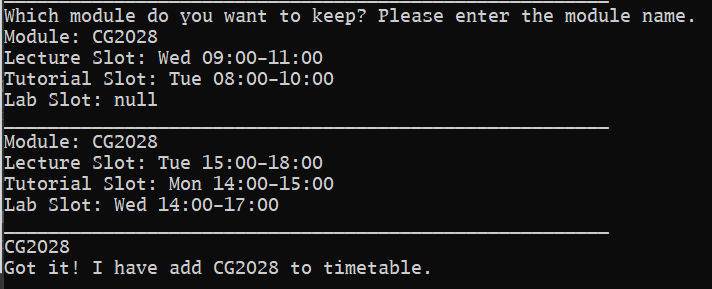 Which module do you want to keep? Please enter the module name.
Module: CG2028
Lecture Slot: Wed 09:00-11:00
Tutorial Slot: Tue 08:00-10:00
Lab Slot: null
Module: CG2028
Lecture Slot: Tue 15:00-18:00
Tutorial Slot: Mon 14:00-15:00
Lab Slot: Wed 14:00-17:00
CG2028
Got it! I have add CG2028 to timetable.